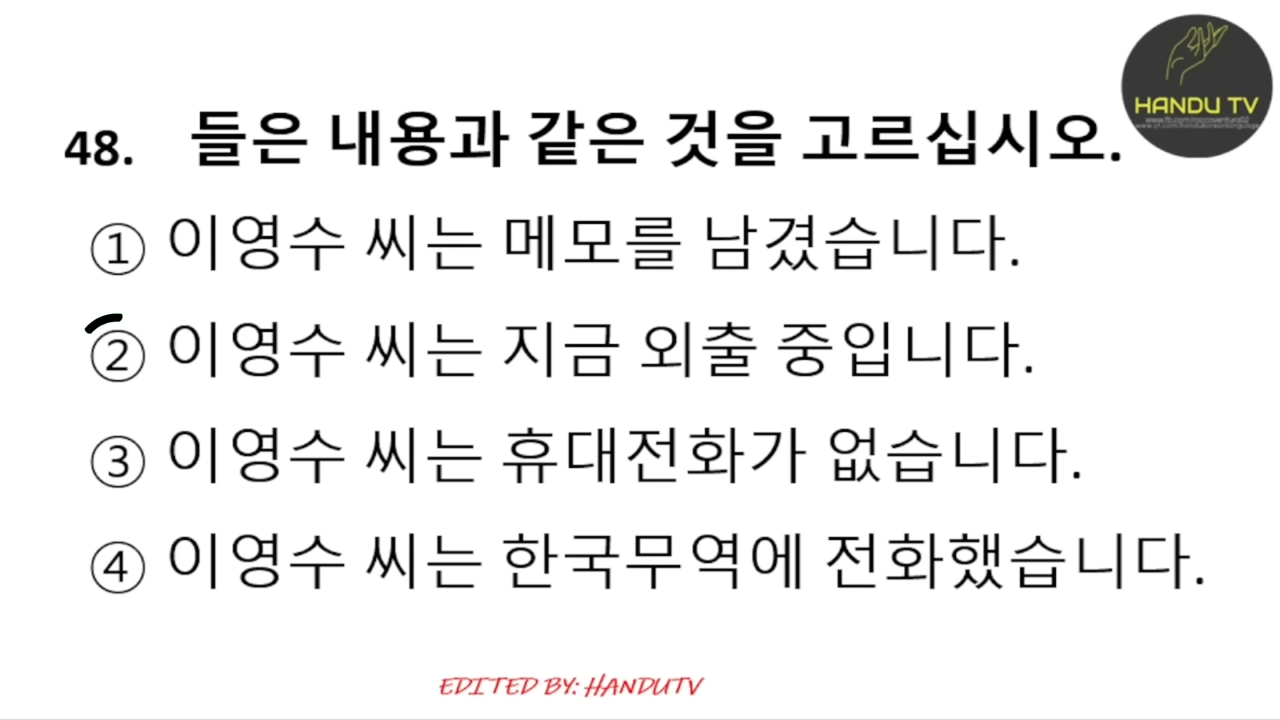 HANDU TV
48. 들은 내용과 같은 것을 고르십시오.
① 이영수 씨는 메모를 남겼습니다.
② 이영수 씨는 지금 외출 중입니다.
③ 이영수 씨는 휴대전화가 없습니다.
④ 이영수 씨는 한국무역에 전화했습니다.
EDITED BY: HANDUTV